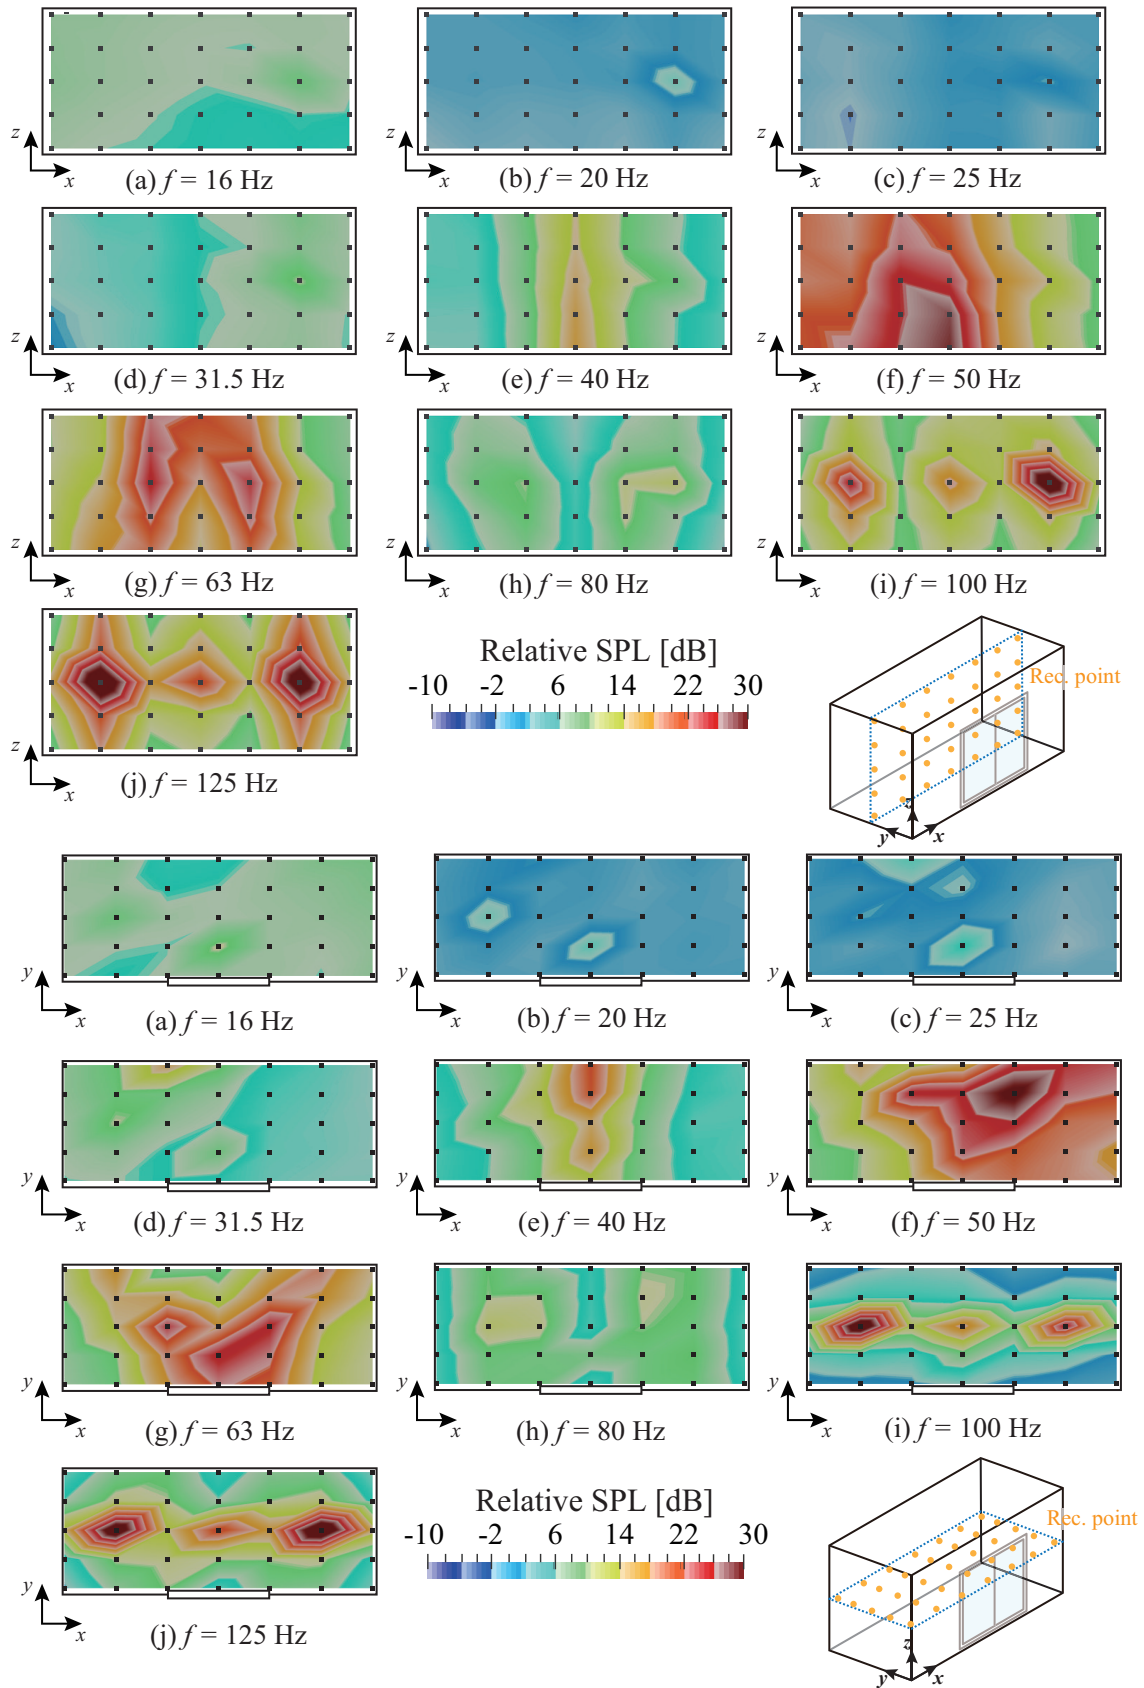 z
x
(a) f = 16 Hz
z
x
(b) f = 20 Hz
z
x
(c) f = 25 Hz
z
x
(d) f = 31.5 Hz
z
x
(e) f = 40 Hz
z
x
(f) f = 50 Hz
z
x
(g) f = 63 Hz
z
x
(h) f = 80 Hz
z
x
(i) f = 100 Hz
z
x
(j) f = 125 Hz
Relative SPL [dB]
-10 -2 6 14 22 30
Rec. point
z
y x
y
x
(a) f = 16 Hz
y
x
(b) f = 20 Hz
y
x
(c) f = 25 Hz
y
x
(d) f = 31.5 Hz
y
x
(e) f = 40 Hz
y
x
(f) f = 50 Hz
y
x
(g) f = 63 Hz
y
x
(h) f = 80 Hz
y
x
(i) f = 100 Hz
y
x
(j) f = 125 Hz
Relative SPL [dB]
-10 -2 6 14 22 30
Rec. point
z
y x